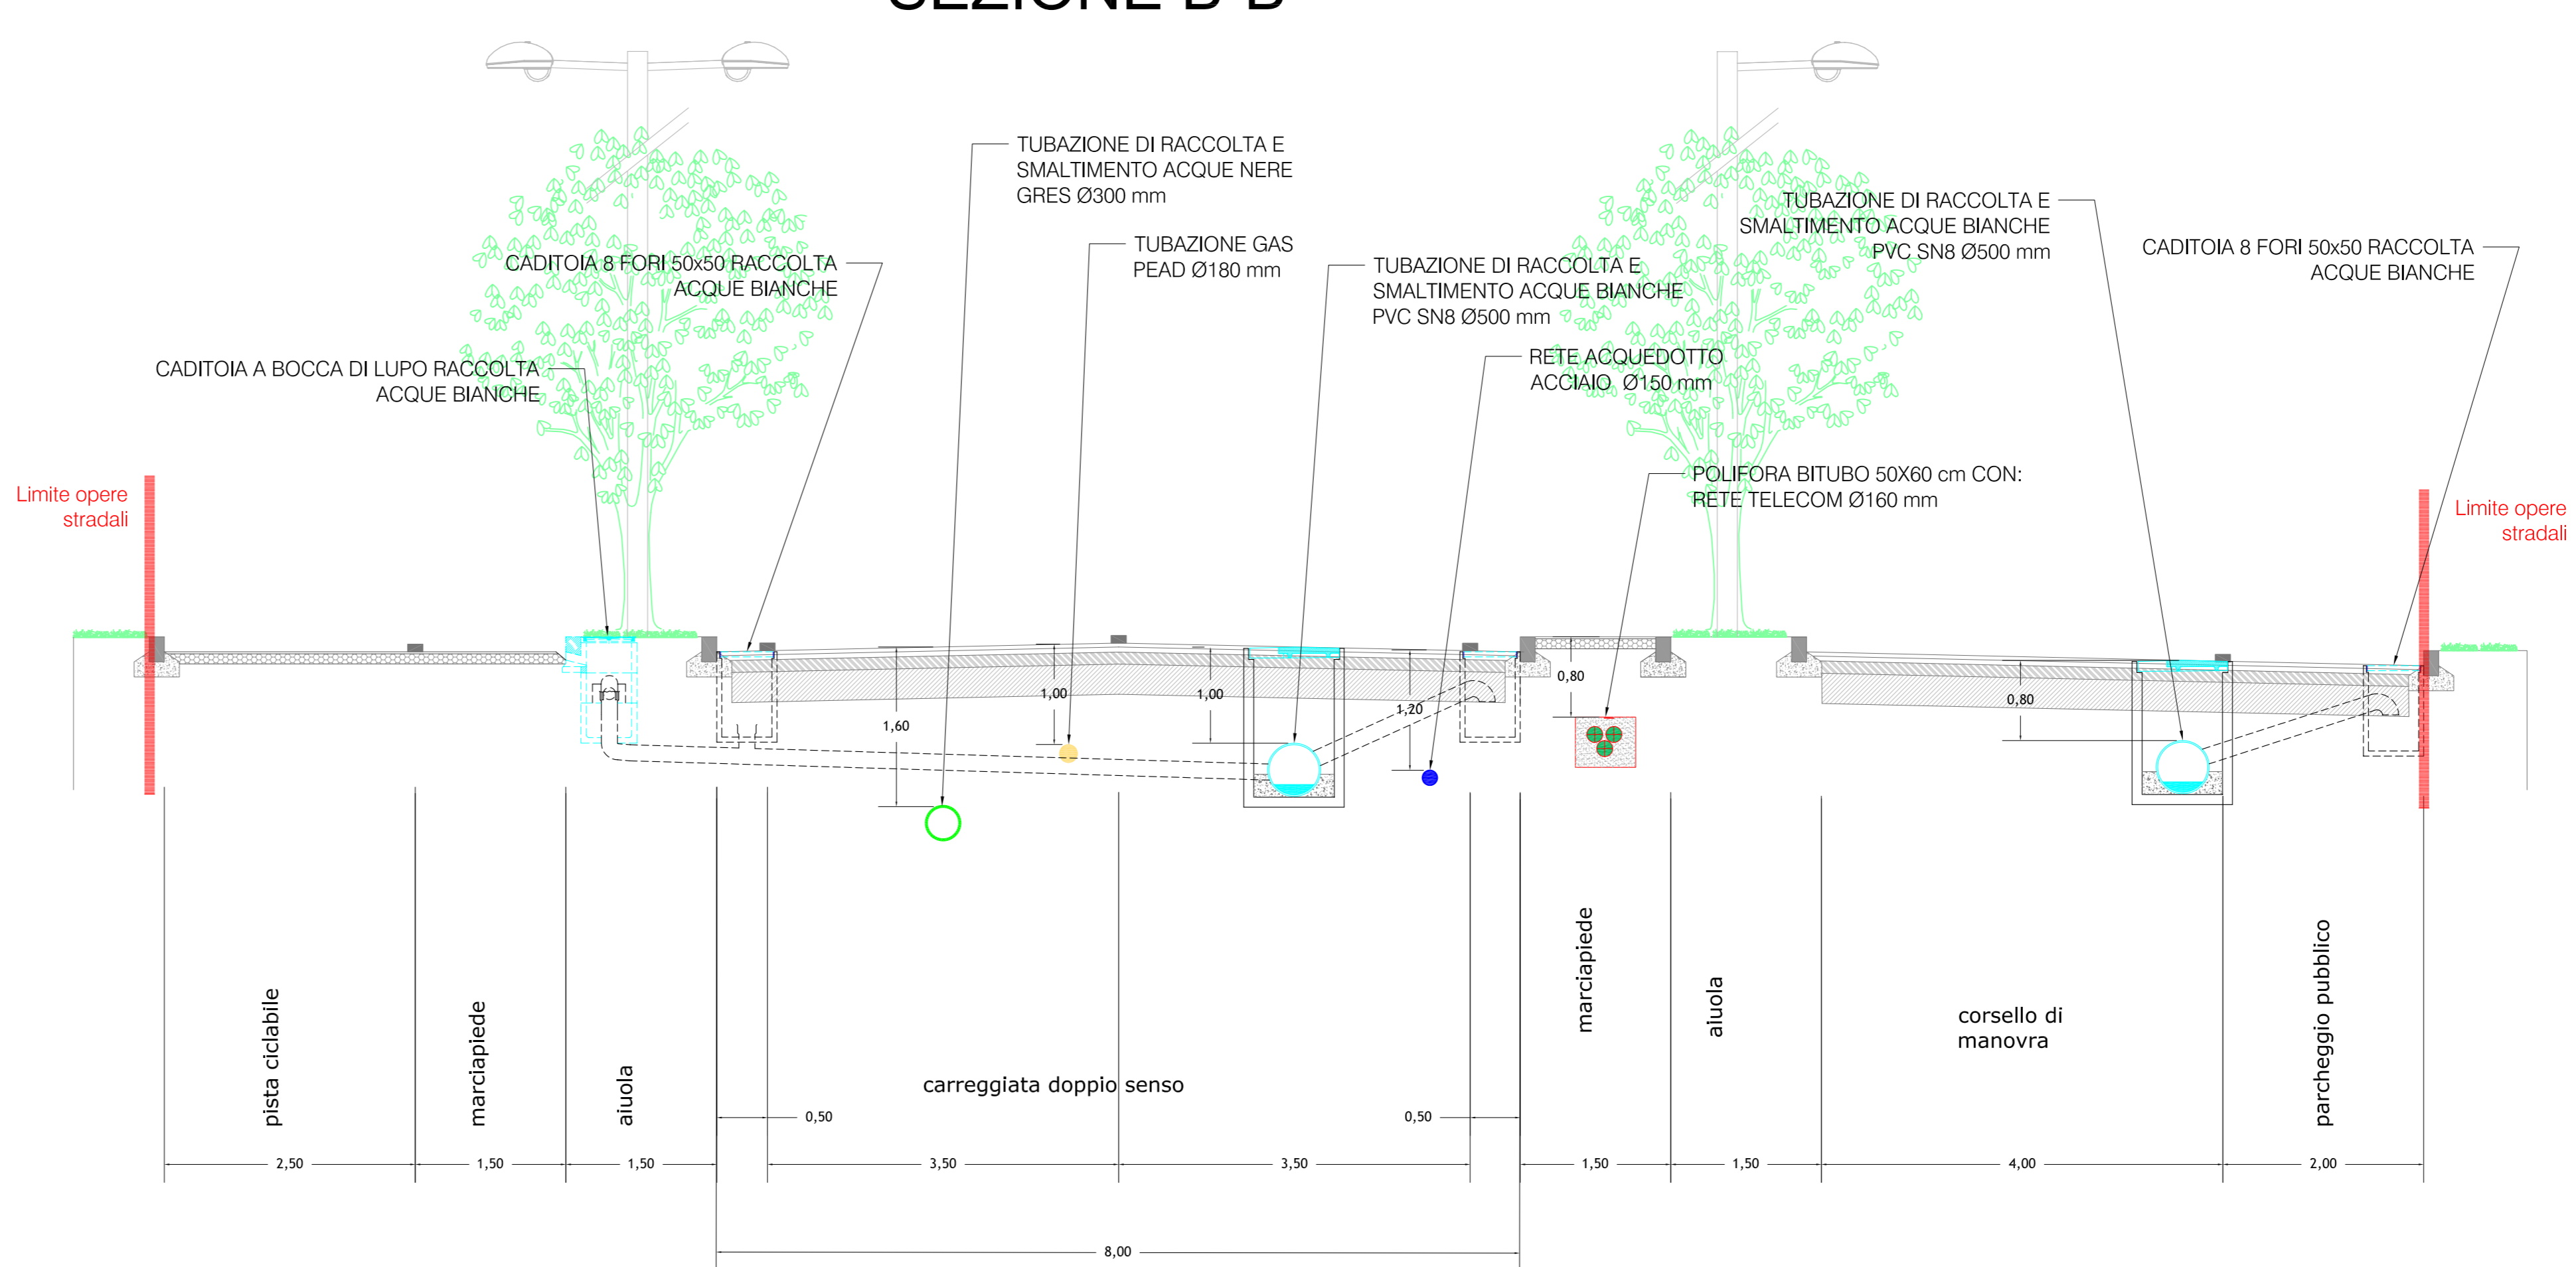 SEZIONE B-B
TUBAZIONE DI RACCOLTA E
SMALTIMENTO ACQUE NERE
GRES Ø300 mm
TUBAZIONE GAS
PEAD Ø180 mm
CADITOIA 8 FORI 50x50 RACCOLTA
ACQUE BIANCHE
CADITOIA A BOCCA DI LUPO RACCOLTA
ACQUE BIANCHE
TUBAZIONE DI RACCOLTA E
SMALTIMENTO ACQUE BIANCHE
PVC SN8 Ø500 mm
RETE ACQUEDOTTO
ACCIAIO Ø150 mm
TUBAZIONE DI RACCOLTA E
SMALTIMENTO ACQUE BIANCHE
PVC SN8 Ø500 mm
CADITOIA 8 FORI 50x50 RACCOLTA
ACQUE BIANCHE
POLIFORA BITUBO 50X60 cm CON:
RETE TELECOM Ø160 mm
Limite opere
stradali
Limite opere
stradali
1,60
1,00
1,00
1,20
0,80
0,80
pista ciclabile
marciapiede
aiuola
carreggiata doppio senso
marciapiede
aiuola
corsello di
manovra
parcheggio pubblico
0,50
0,50
2,50
1,50
1,50
3,50
3,50
1,50
1,50
4,00
2,00
8,00